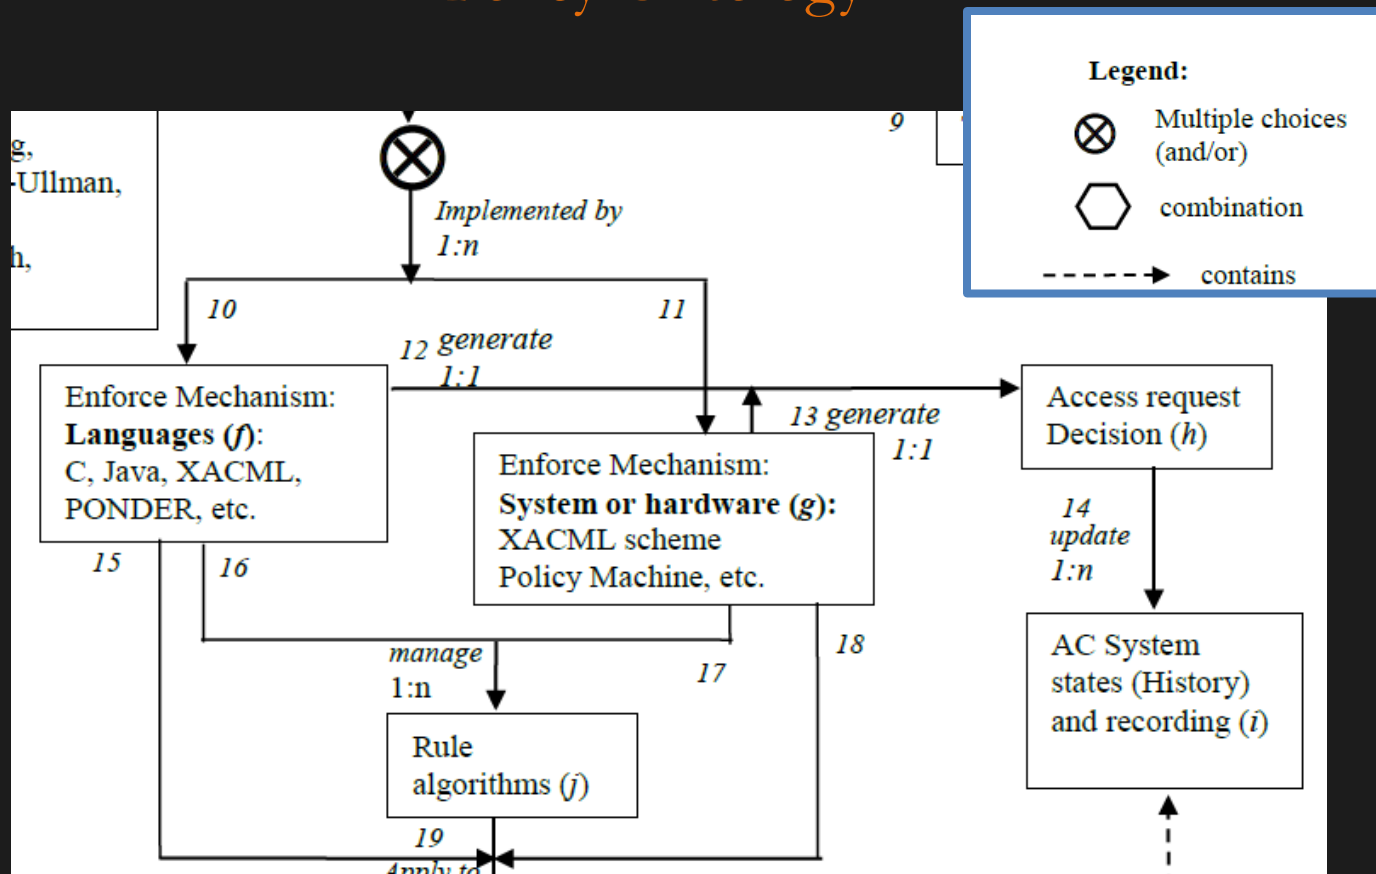 Legend:
Multiple choices
(and/or)
combination
contains
9
g,
-Ullman,
h,
Implemented by
1:n
10
11
12 generate
1:1
Enforce Mechanism:
Languages (f):
C, Java, XACML,
PONDER, etc.
13 generate
1:1
Enforce Mechanism:
System or hardware (g):
XACML scheme
Policy Machine, etc.
Access request
Decision (h)
14
update
1:n
15
16
17
18
manage
1:n
AC System
states (History)
and recording (i)
Rule
algorithms (j)
19
Apply to